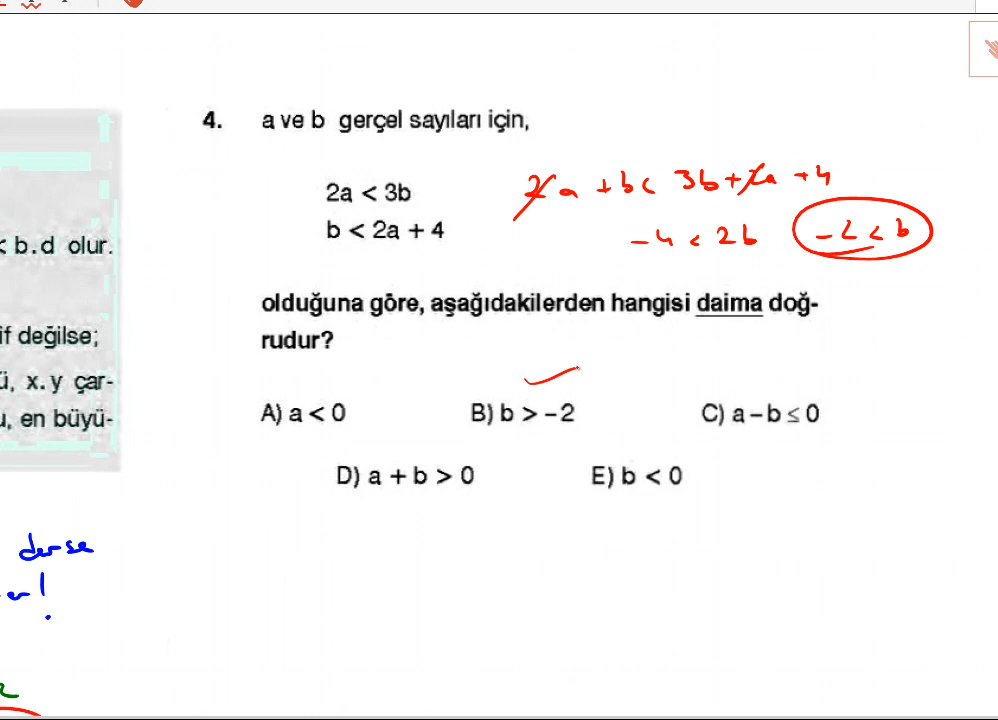 4. a ve b gerçel sayıları için,
2a < 3b
b < 2a + 4
2a + b < 3b + 2a + 4
-4 < 2b
-2 < b
olduğuna göre, aşağıdakilerden hangisi daima doğ-
rudur?
A) a < 0 B) b > -2 C) a - b ≤ 0
D) a + b > 0 E) b < 0
< b.d olur.
if değilse;
x.y çar-
en büyü-
derse